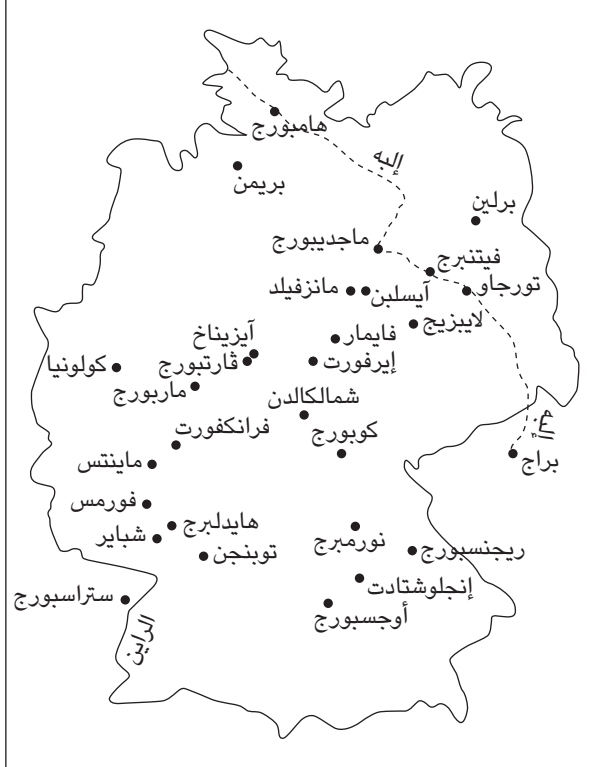 هامبورج
إلبه
بريمن
برلين
ماجديبورج
فيتنبرج
تورجاو
آيسلبن
مانزفيلد
لايبزيج
فايمار
آيزيناخ
ڤارتبورج
إيرفورت
كولونيا
ماربورج
شمالكالدن
فرانكفورت
كوبورج
براج
ماينتس
فورمس
هايدلبرج
شباير
توبنجن
نورمبرج
ريجنسبورج
إنجلوشتادت
أوجسبورج
ستراسبورج
الراين